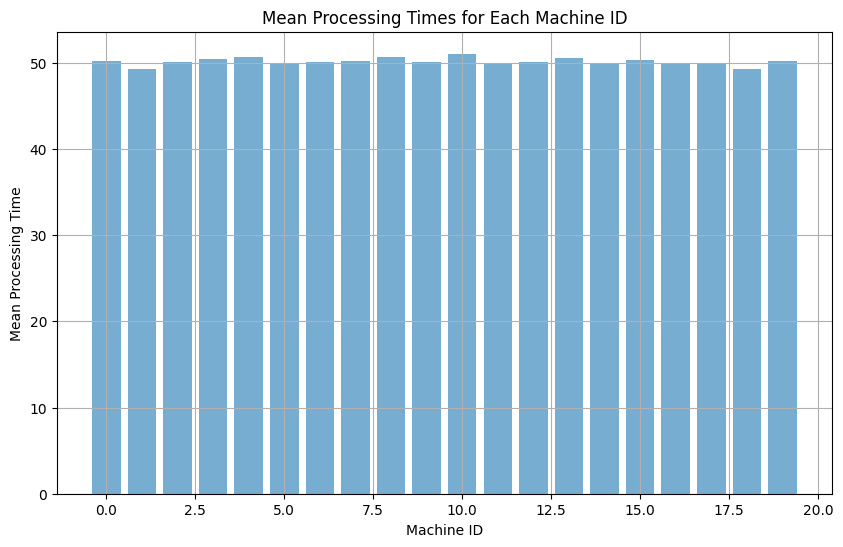 Mean Processing Times for Each Machine ID
Mean Processing Time
50
40
30
20
10
0
0.0 2.5 5.0 7.5 10.0 12.5 15.0 17.5 20.0
Machine ID